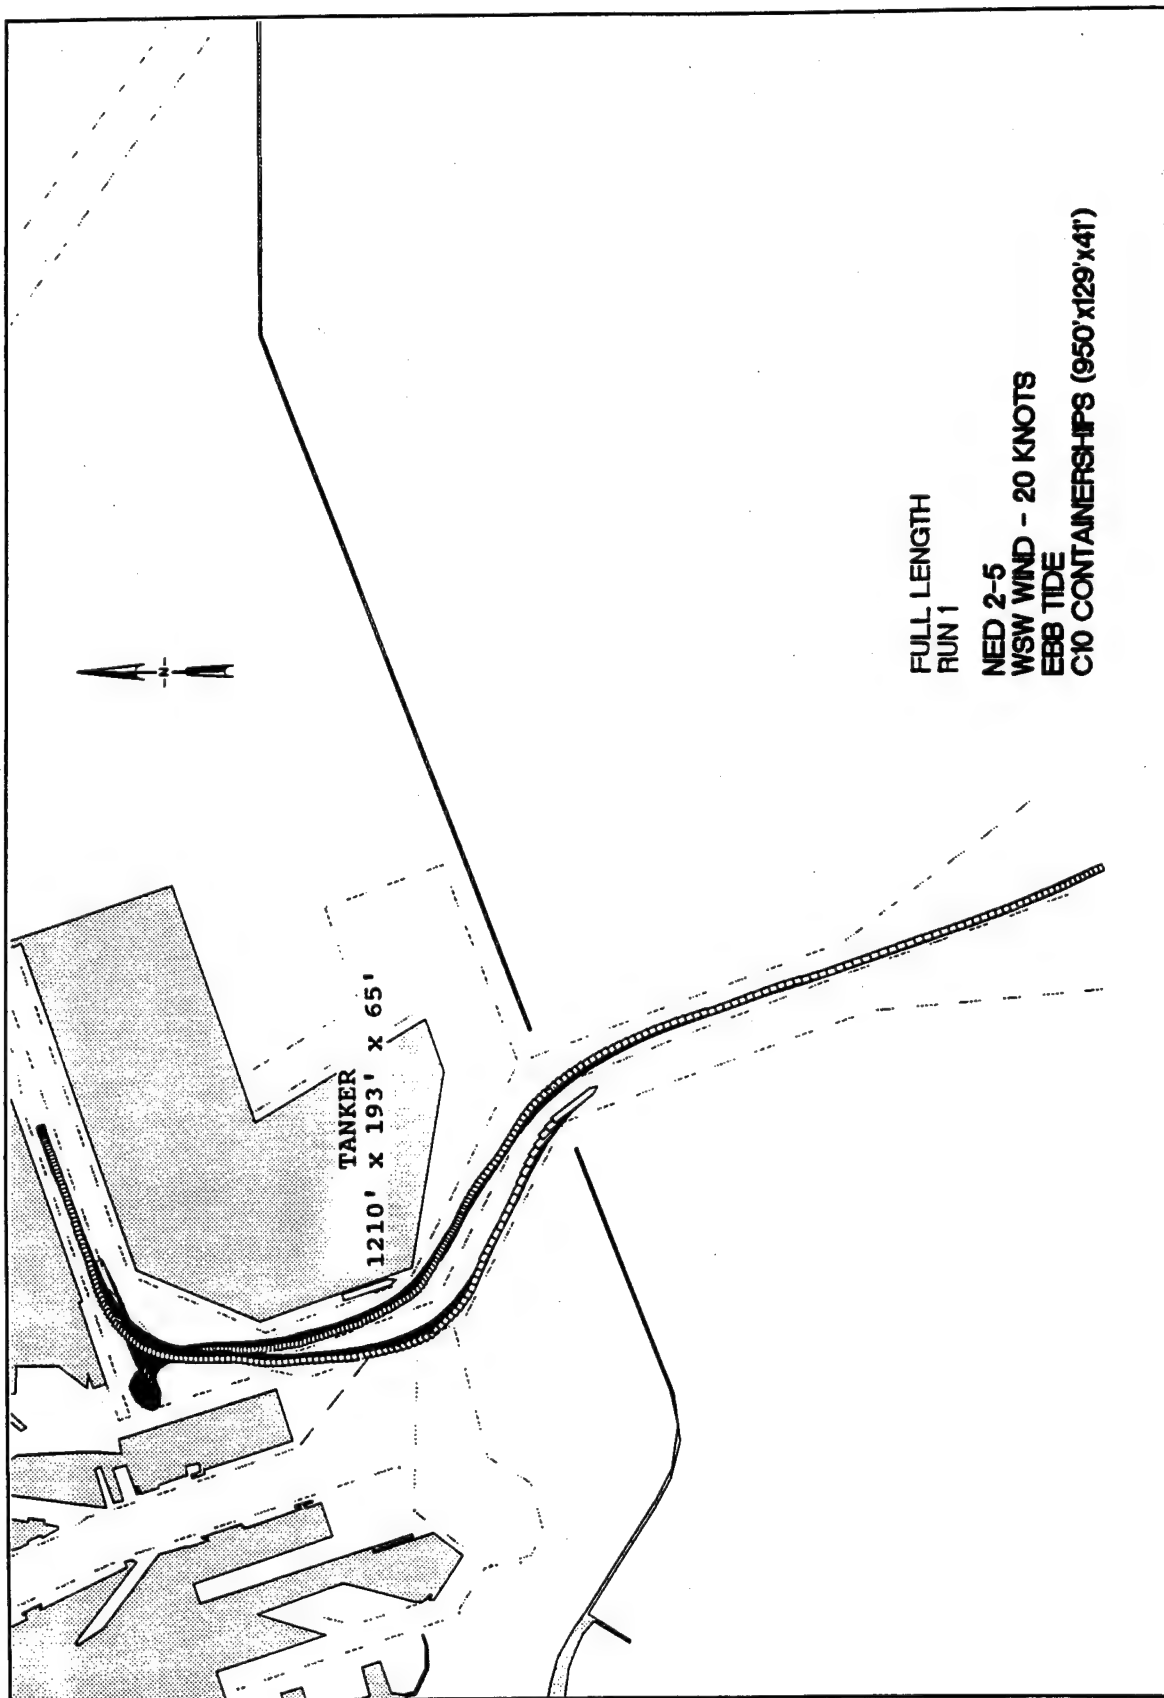 N
TANKER
1210' x 193' x 65'
FULL LENGTH
RUN 1
NED 2-5
WSW WIND - 20 KNOTS
EBB TIDE
C10 CONTAINERSHIPS (950'x129'x41')